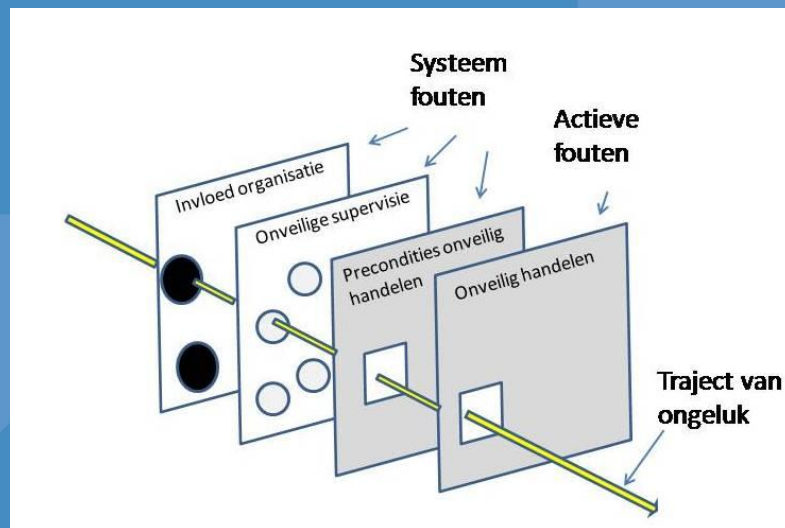 Systeem
fouten
Actieve
fouten
Invloed organisatie
Onveilige supervisie
Precondities onveilig
handelen
Onveilig handelen
Traject van
ongeluk